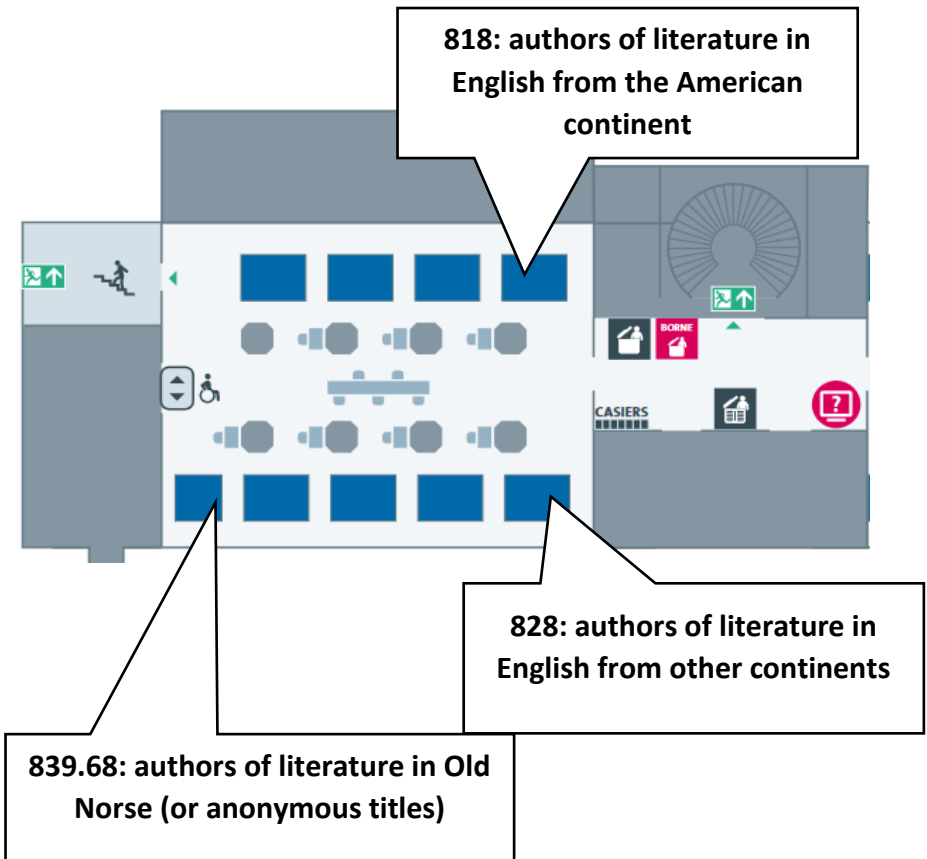 818: authors of literature in
English from the American
continent
BORNE
?
CASIERS
828: authors of literature in
English from other continents
839.68: authors of literature in Old
Norse (or anonymous titles)